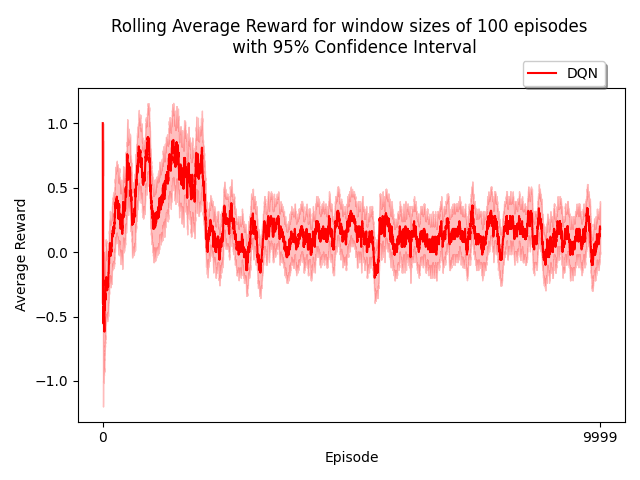 Rolling Average Reward for window sizes of 100 episodes
with 95% Confidence Interval
DQN
1.0
0.5
0.0
−0.5
−1.0
Average Reward
0
9999
Episode